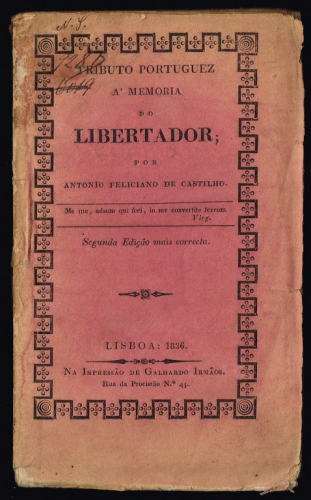 N. S.
TRIBUTO PORTUGUEZ
A' MEMORIA
DO
LIBERTADOR;
POR
ANTONIO FELICIANO DE CASTILHO.
Me me, adsum qui feci, in me convertite ferrum.
Virg.
Segunda Edição mais correcta.
LISBOA: 1836.
NA IMPRESSÃO DE GALHARDO IRMÃOS.
Rua da Procissão N.º 45.